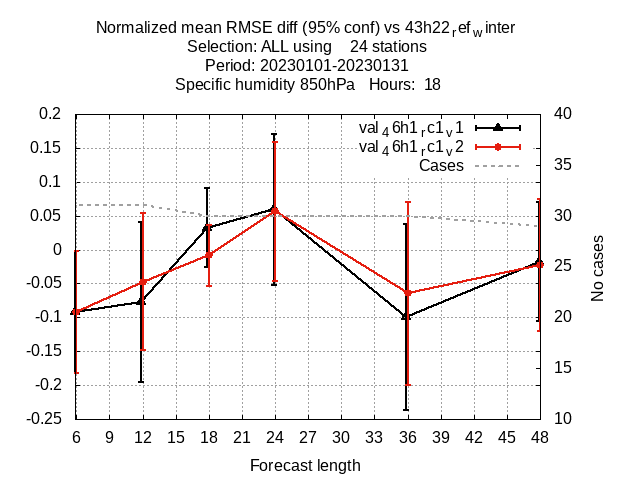 Normalized mean RMSE diff (95% conf) vs 43h22refwinter
Selection: ALL using 24 stations
Period: 20230101-20230131
Specific humidity 850hPa Hours: 18
0.2
0.15
0.1
0.05
0
-0.05
-0.1
-0.15
-0.2
-0.25
val46h1rc1v1
val46h1rc1v2
Cases
40
35
30
25
20
15
10
No cases
6 9 12 15 18 21 24 27 30 33 36 39 42 45 48
Forecast length